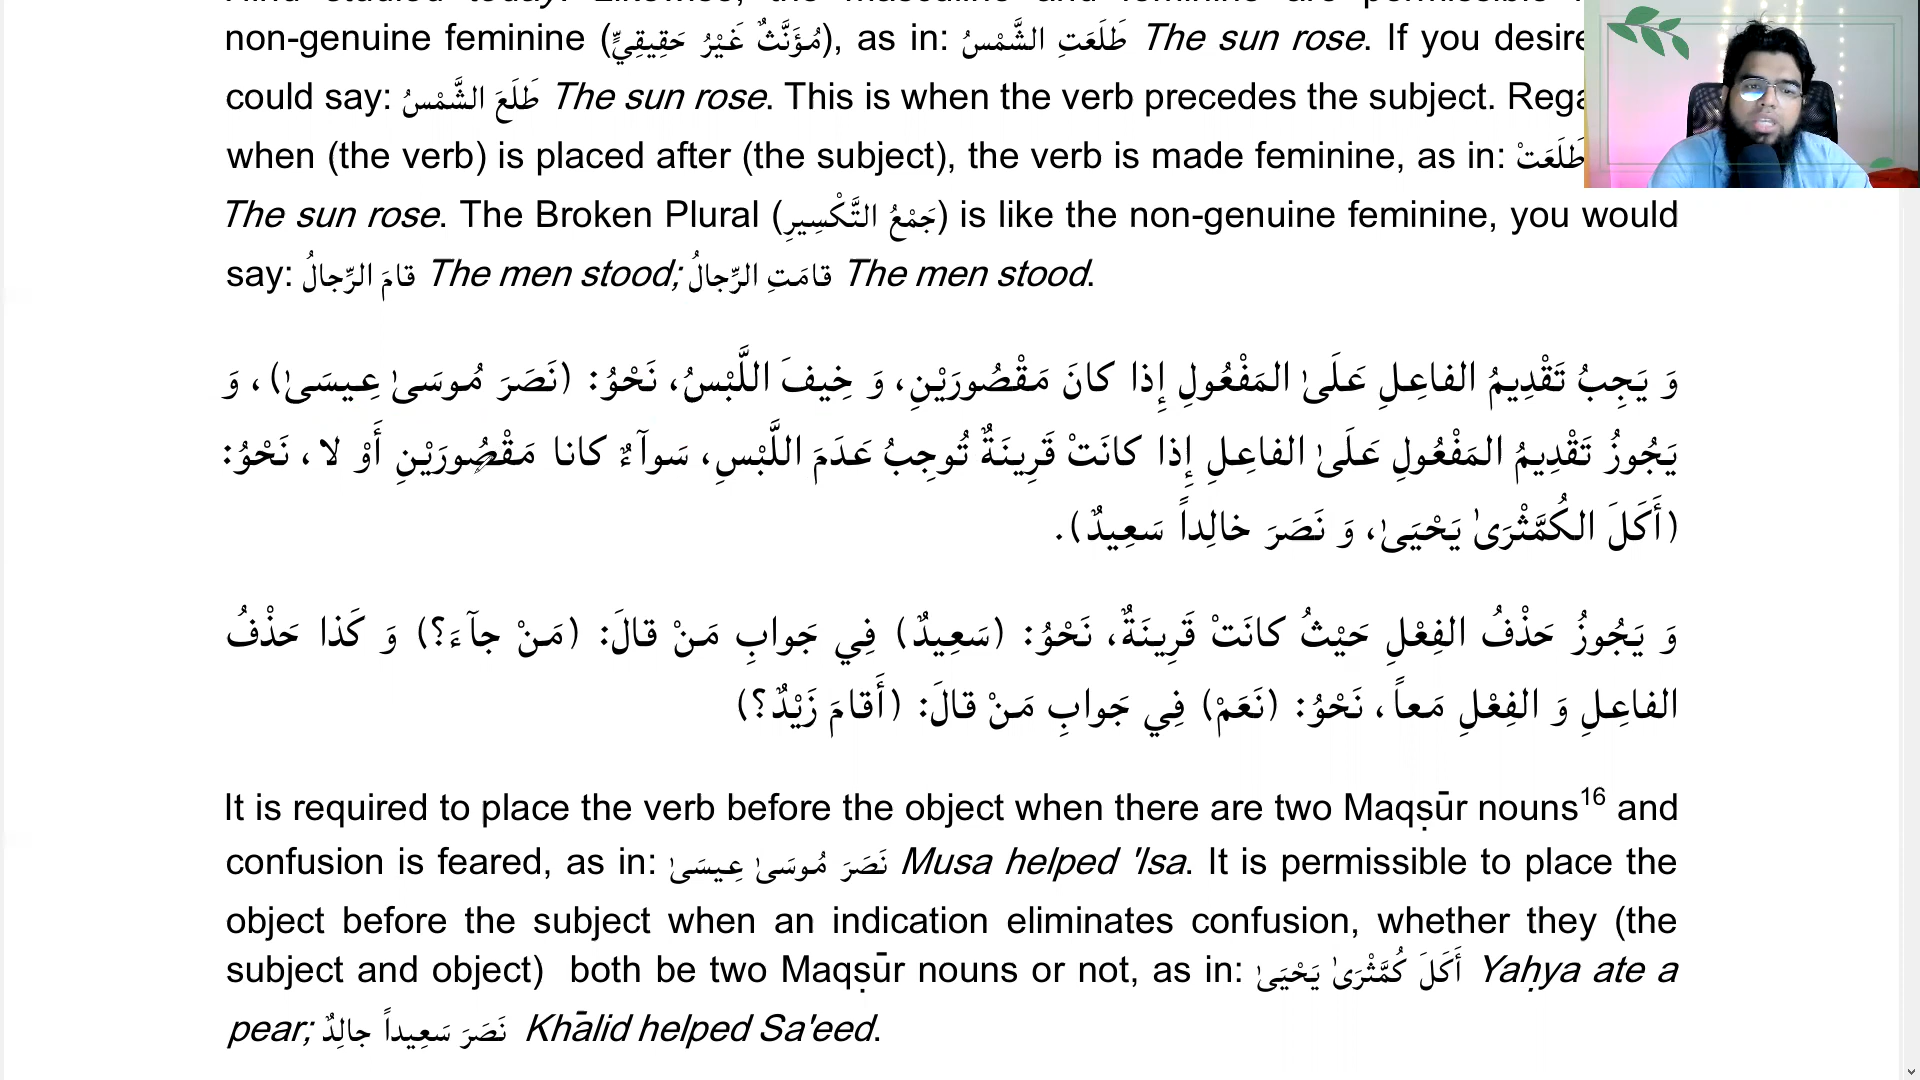 non-genuine feminine (مُؤَنَّثٌ غَيْرُ حَقِيقِيٍّ), as in: طَلَعَتِ الشَّمْسُ The sun rose. If you desire
could say: طَلَعَ الشَّمْسُ The sun rose. This is when the verb precedes the subject.
when (the verb) is placed after (the subject), the verb is made feminine, as in: طَلَعَتْ
The sun rose. The Broken Plural (جَمْعُ التَّكْسِيرِ) is like the non-genuine feminine, you would
say: قامَ الرِّجالُ The men stood; قامَتِ الرِّجالُ The men stood.
وَ يَجِبُ تَقْدِيمُ الفاعِلِ عَلَىٰ المَفْعُولِ إِذا كانَ مَقْصُورَيْنِ، وَ خِيفَ اللَّبْسُ، نَحْوُ: (نَصَرَ مُوسَىٰ عِيسَىٰ)، وَ
يَجُوزُ تَقْدِيمُ المَفْعُولِ عَلَىٰ الفاعِلِ إِذا كانَتْ قَرِينَةٌ تُوجِبُ عَدَمَ اللَّبْسِ، سَوآءٌ كانا مَقْصُورَيْنِ أَوْ لا، نَحْوُ:
(أَكَلَ الكُمَّثْرَىٰ يَحْيَىٰ، وَ نَصَرَ خالِداً سَعِيدٌ).
وَ يَجُوزُ حَذْفُ الفِعْلِ حَيْثُ كانَتْ قَرِينَةٌ، نَحْوُ: (سَعِيدٌ) فِي جَوابِ مَنْ قالَ: (مَنْ جآءَ؟) وَ كَذا حَذْفُ
الفاعِلِ وَ الفِعْلِ مَعاً، نَحْوُ: (نَعَمْ) فِي جَوابِ مَنْ قالَ: (أَقامَ زَيْدٌ؟)
It is required to place the verb before the object when there are two Maqṣūr nouns16 and
confusion is feared, as in: نَصَرَ مُوسَىٰ عِيسَىٰ Musa helped 'Isa. It is permissible to place the
object before the subject when an indication eliminates confusion, whether they (the
subject and object) both be two Maqṣūr nouns or not, as in: أَكَلَ كُمَّثْرَىٰ يَحْيَىٰ Yaḥya ate a
pear; نَصَرَ سَعِيداً جالِدٌ Khālid helped Sa'eed.